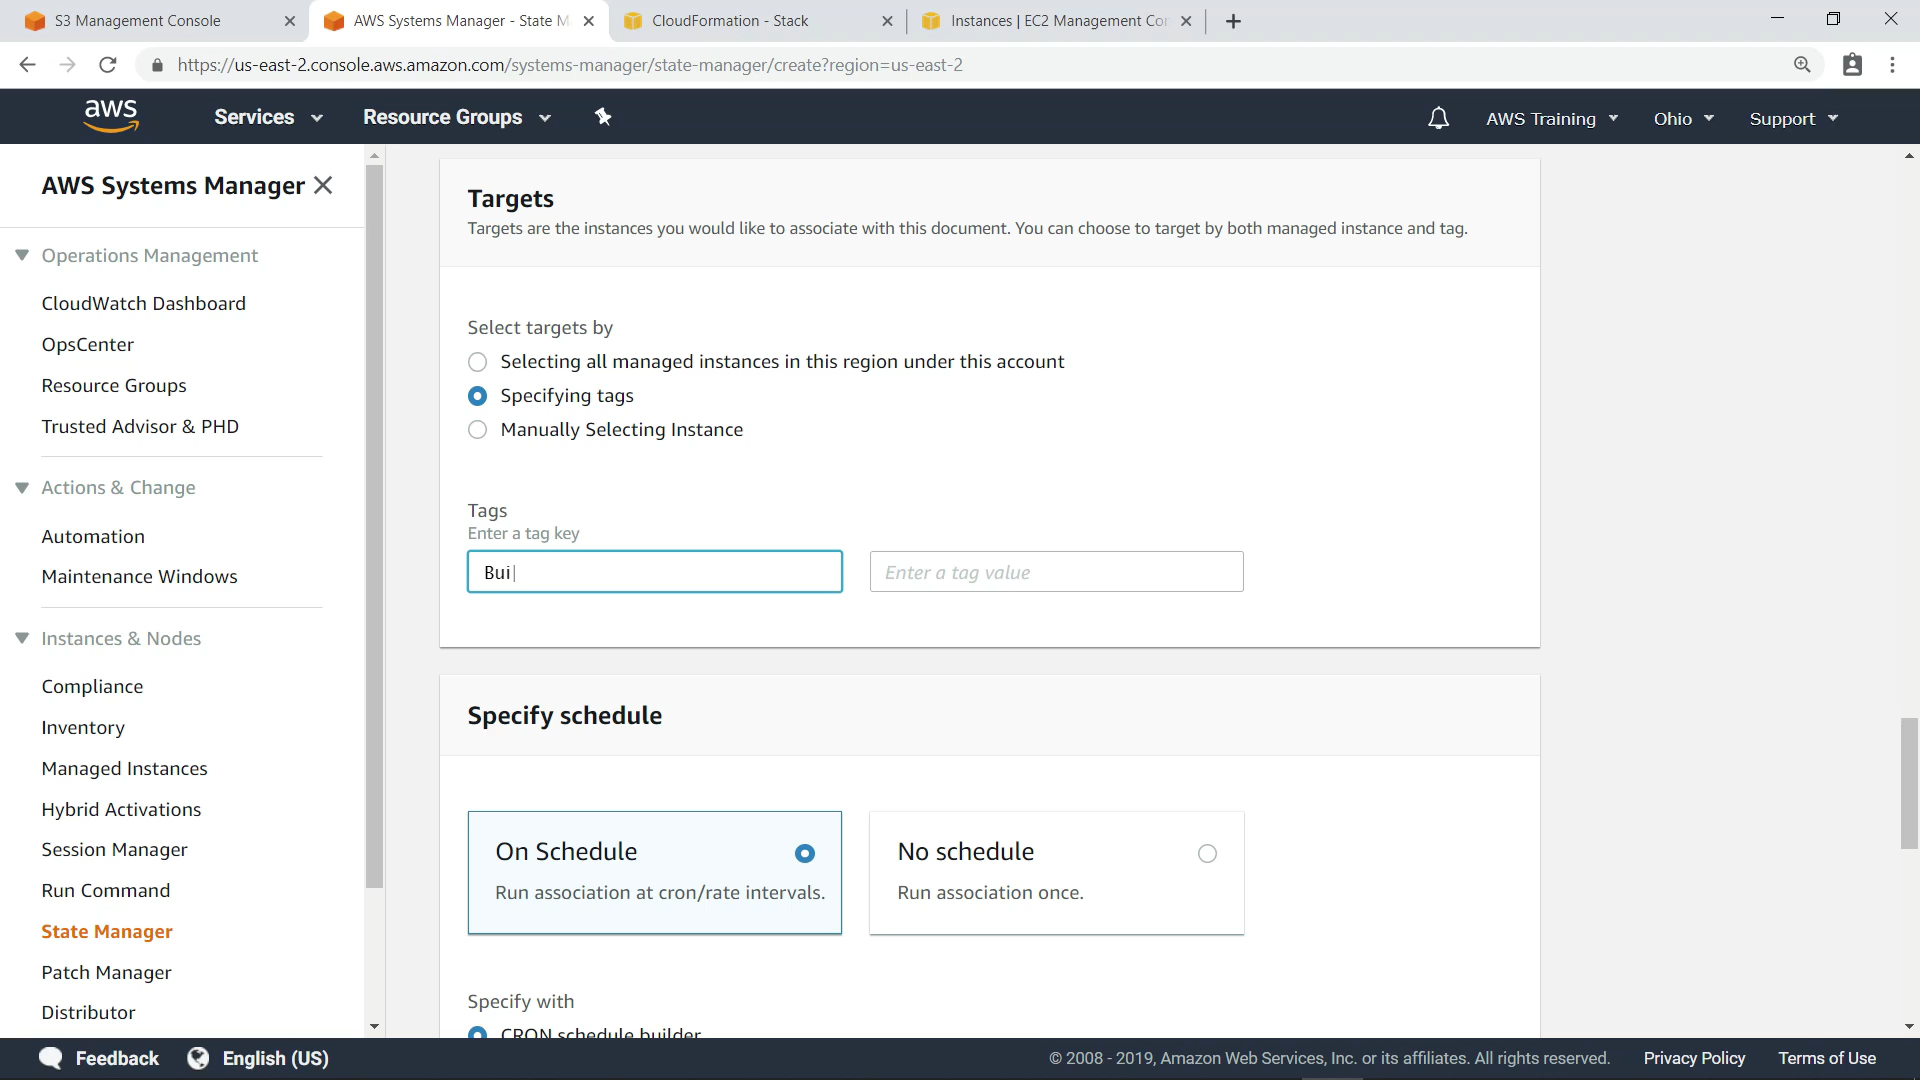 S3 Management Console
AWS Systems Manager - State M
CloudFormation - Stack
Instances | EC2 Management Con
https://us-east-2.console.aws.amazon.com/systems-manager/state-manager/create?region=us-east-2
aws
Services
Resource Groups
AWS Training
Ohio
Support
AWS Systems Manager
Operations Management
CloudWatch Dashboard
OpsCenter
Resource Groups
Trusted Advisor & PHD
Actions & Change
Automation
Maintenance Windows
Instances & Nodes
Compliance
Inventory
Managed Instances
Hybrid Activations
Session Manager
Run Command
State Manager
Patch Manager
Distributor
Targets
Targets are the instances you would like to associate with this document. You can choose to target by both managed instance and tag.
Select targets by
Selecting all managed instances in this region under this account
Specifying tags
Manually Selecting Instance
Tags
Enter a tag key
Bui
Enter a tag value
Specify schedule
On Schedule
Run association at cron/rate intervals.
No schedule
Run association once.
Specify with
CRON schedule builder
Feedback
English (US)
© 2008 - 2019, Amazon Web Services, Inc. or its affiliates. All rights reserved.
Privacy Policy
Terms of Use